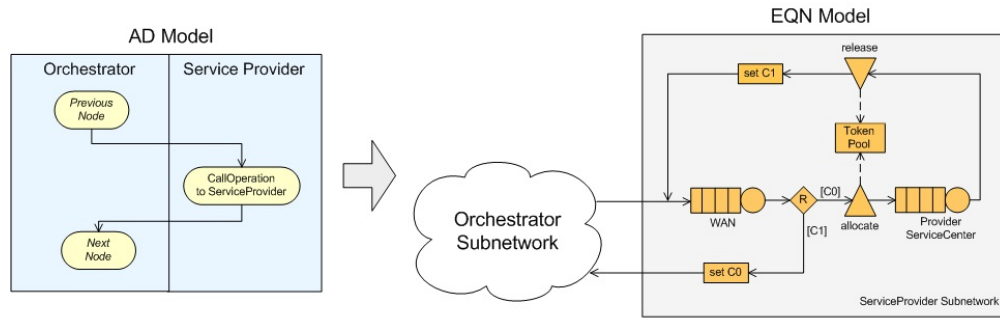 AD Model
Orchestrator
Service Provider
Previous
Node
CallOperation
to ServiceProvider
Next
Node
Orchestrator
Subnetwork
EQN Model
release
set C1
Token
Pool
WAN
R
[C0]
[C1]
allocate
Provider
ServiceCenter
set C0
ServiceProvider Subnetwork